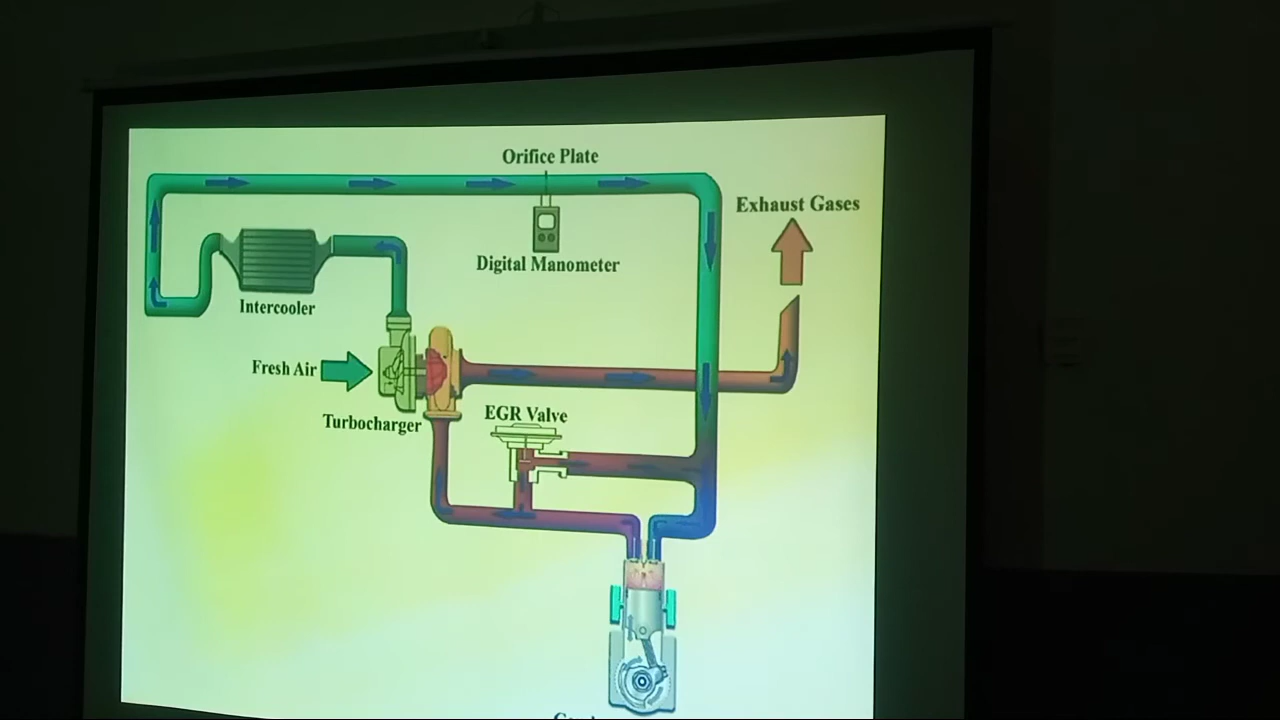 Orifice Plate
Exhaust Gases
Digital Manometer
Intercooler
Fresh Air
Turbocharger
EGR Valve